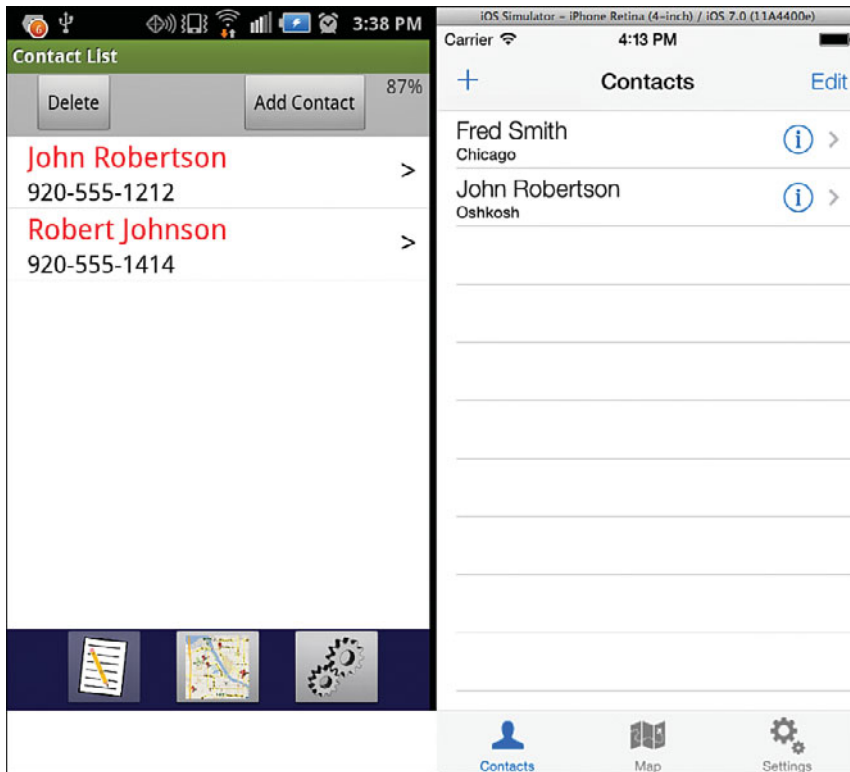 3:38 PM
Contact List
Delete
Add Contact
87%
John Robertson
920-555-1212
>
Robert Johnson
920-555-1414
>
iOS Simulator – iPhone Retina (4-inch) / iOS 7.0 (11A4400e)
Carrier
4:13 PM
+
Contacts
Edit
Fred Smith
Chicago
i
>
John Robertson
Oshkosh
i
>
Contacts
Map
Settings